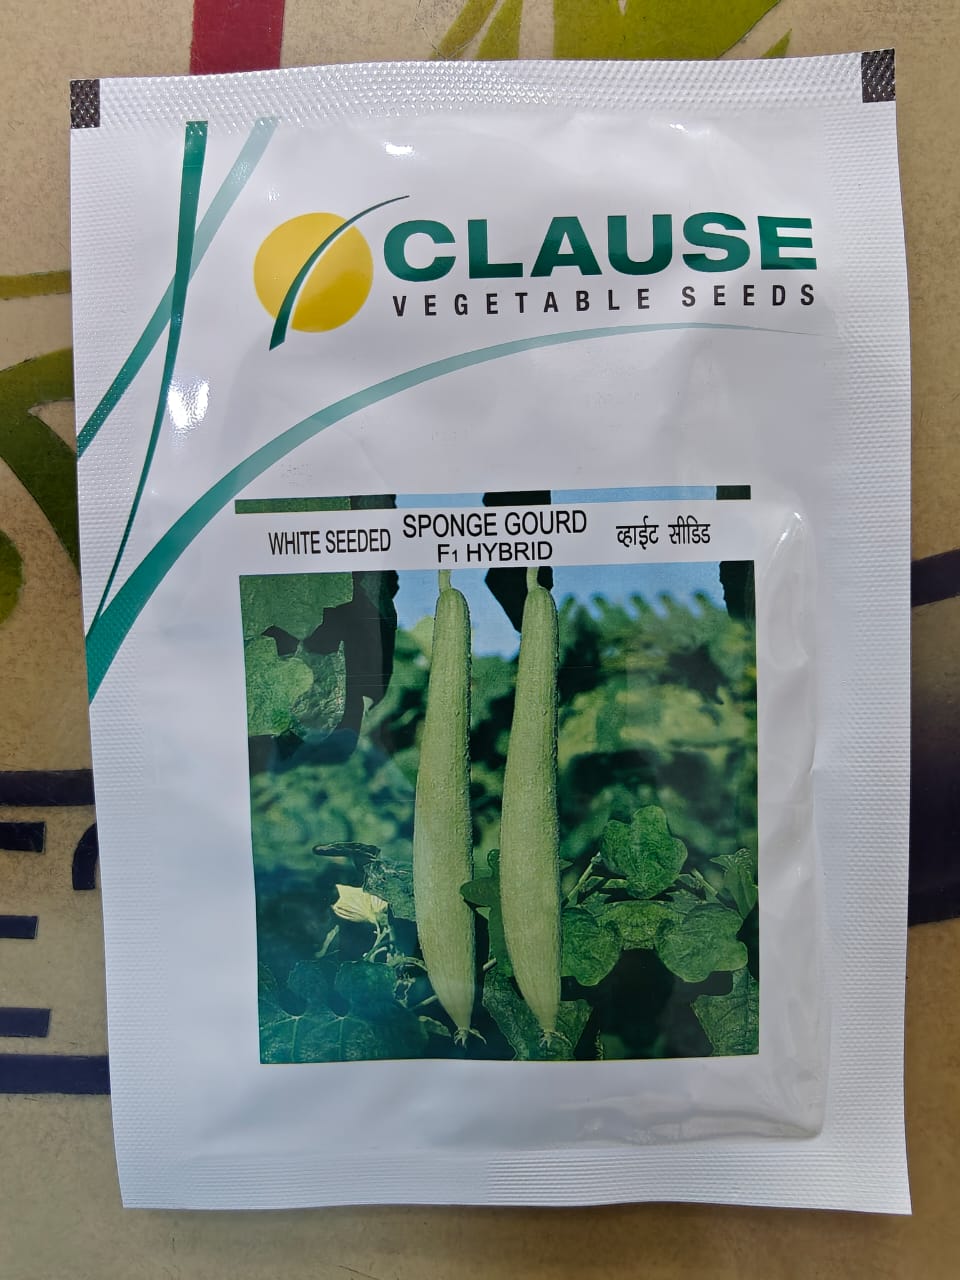 CLAUSE
VEGETABLE SEEDS
WHITE SEEDED SPONGE GOURD व्हाईट सीडिड
F1 HYBRID